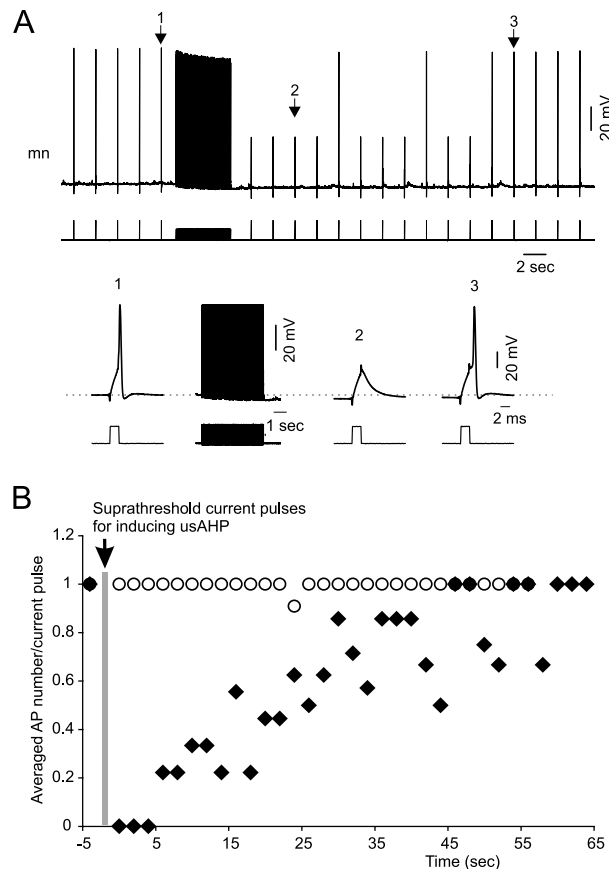 A
1
3
2
20 mV
mn
2 sec
1
3
2
20 mV
20 mV
1 sec
2 ms
B
Suprathreshold current pulses
for inducing usAHP
Averaged AP number/current pulse
1.2
1
0.8
0.6
0.4
0.2
0
-5
5
15
25
35
45
55
65
Time (sec)